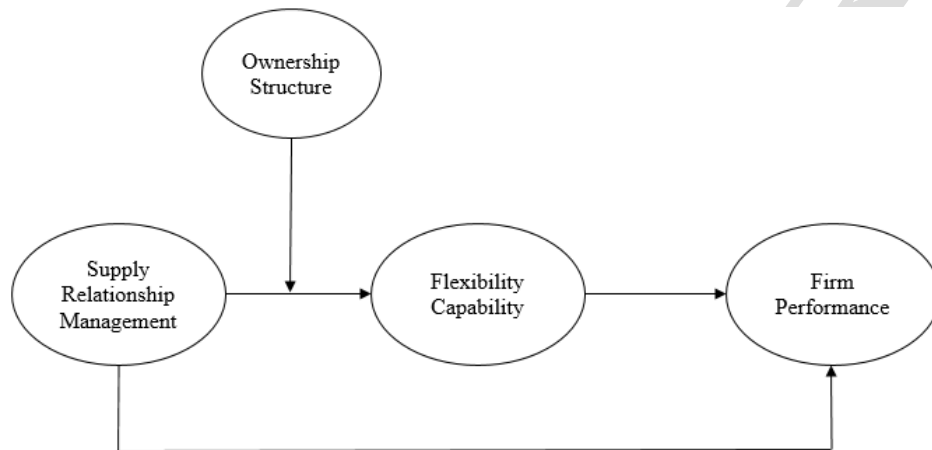 Ownership
Structure
Supply
Relationship
Management
Flexibility
Capability
Firm
Performance